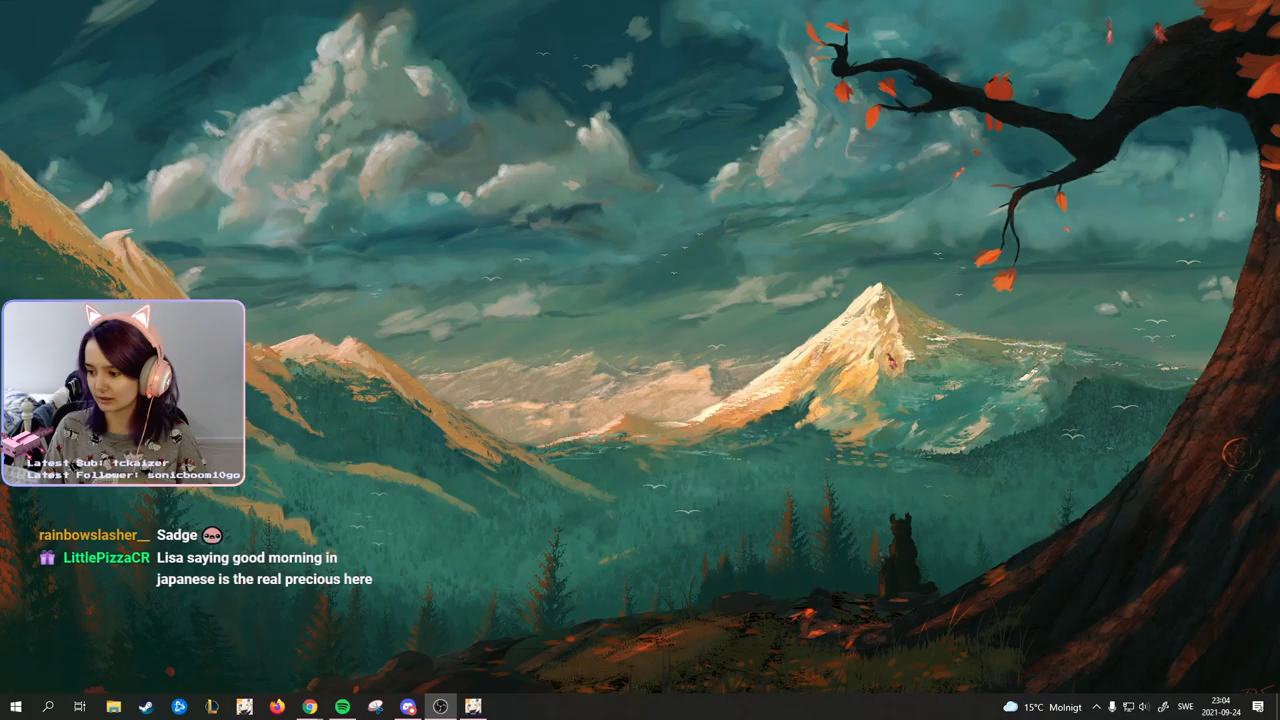 Latest Sub: tckaizer
Latest Follower: sonicboom10go
rainbowslasher__ Sadge
LittlePizzaCR Lisa saying good morning in
japanese is the real precious here
15°C Molnigt
SWE
23:04
2021-09-24